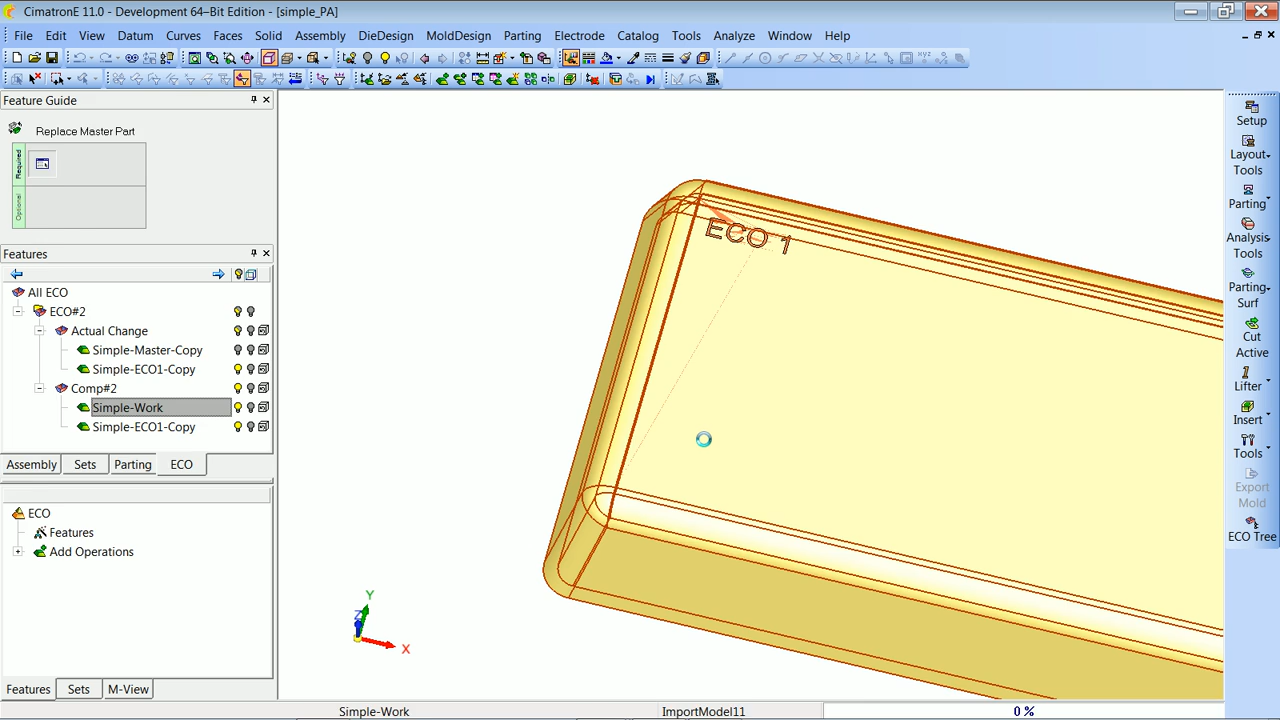 CimatronE 11.0 - Development 64–Bit Edition - [simple_PA]
File Edit View Datum Curves Faces Solid Assembly DieDesign MoldDesign Parting Electrode Catalog Tools Analyze Window Help
Feature Guide
Replace Master Part
Required
Optional
Features
All ECO
ECO#2
Actual Change
Simple-Master-Copy
Simple-ECO1-Copy
Comp#2
Simple-Work
Simple-ECO1-Copy
Assembly Sets Parting ECO
ECO
Features
Add Operations
Features Sets M-View
ECO 1
Z Y X
Setup
Layout
Tools
Parting
Analysis
Tools
Parting
Surf
Cut
Active
Lifter
Insert
Tools
Export
Mold
ECO Tree
Simple-Work ImportModel11 0 %